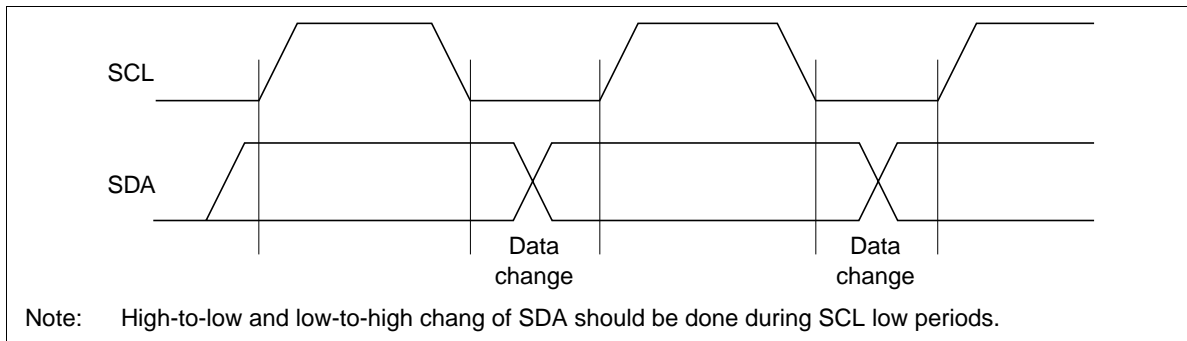 SCL
SDA
Data
change
Data
change
Note: High-to-low and low-to-high chang of SDA should be done during SCL low periods.